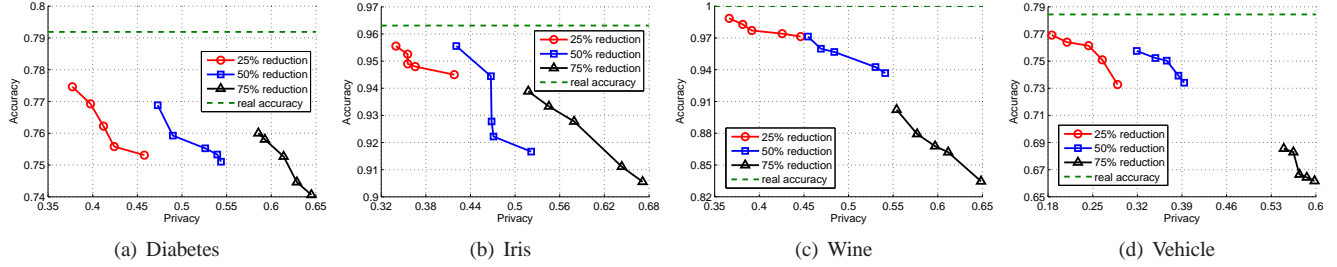 0.8
0.79
0.78
0.77
0.76
0.75
0.74
Accuracy
0.35 0.4 0.45 0.5 0.55 0.6 0.65
Privacy
25% reduction
50% reduction
75% reduction
real accuracy
(a) Diabetes
0.97
0.96
0.95
0.94
0.93
0.92
0.91
0.9
Accuracy
0.32 0.38 0.44 0.5 0.56 0.62 0.68
Privacy
25% reduction
50% reduction
75% reduction
real accuracy
(b) Iris
1
0.97
0.94
0.91
0.88
0.85
0.82
Accuracy
0.35 0.4 0.45 0.5 0.55 0.6 0.65
Privacy
25% reduction
50% reduction
75% reduction
real accuracy
(c) Wine
0.79
0.77
0.75
0.73
0.71
0.69
0.67
0.65
Accuracy
0.18 0.25 0.32 0.39 0.46 0.53 0.6
Privacy
25% reduction
50% reduction
75% reduction
real accuracy
(d) Vehicle